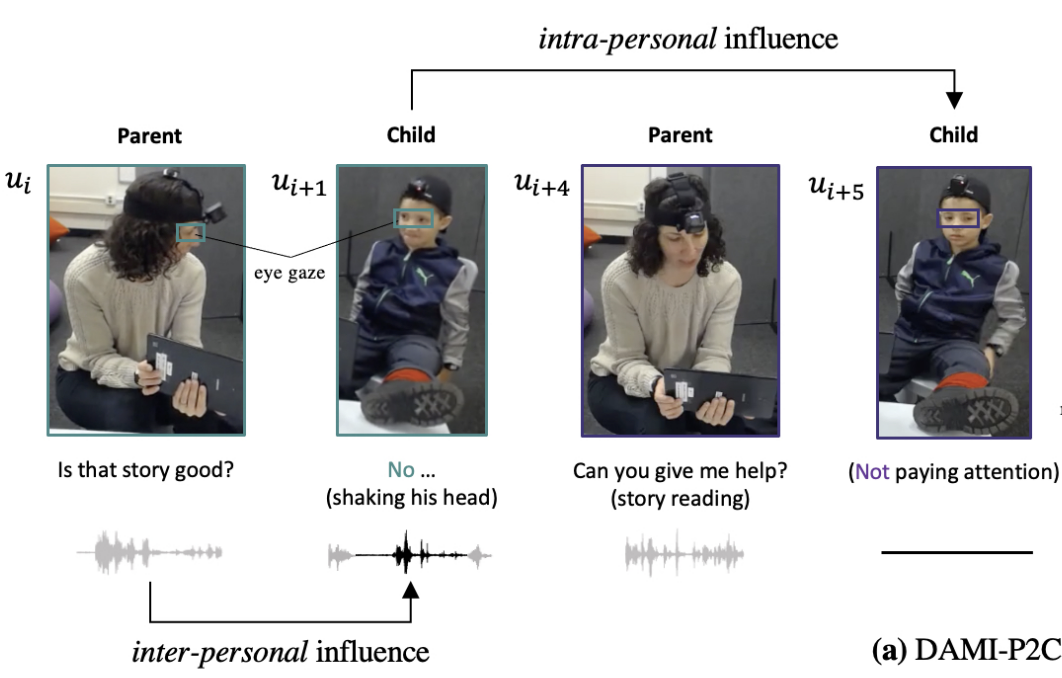 intra-personal influence
Parent
Child
Parent
Child
u_i
u_{i+1}
u_{i+4}
u_{i+5}
eye gaze
Is that story good?
No ...
(shaking his head)
Can you give me help?
(story reading)
(Not paying attention)
inter-personal influence
(a) DAMI-P2C